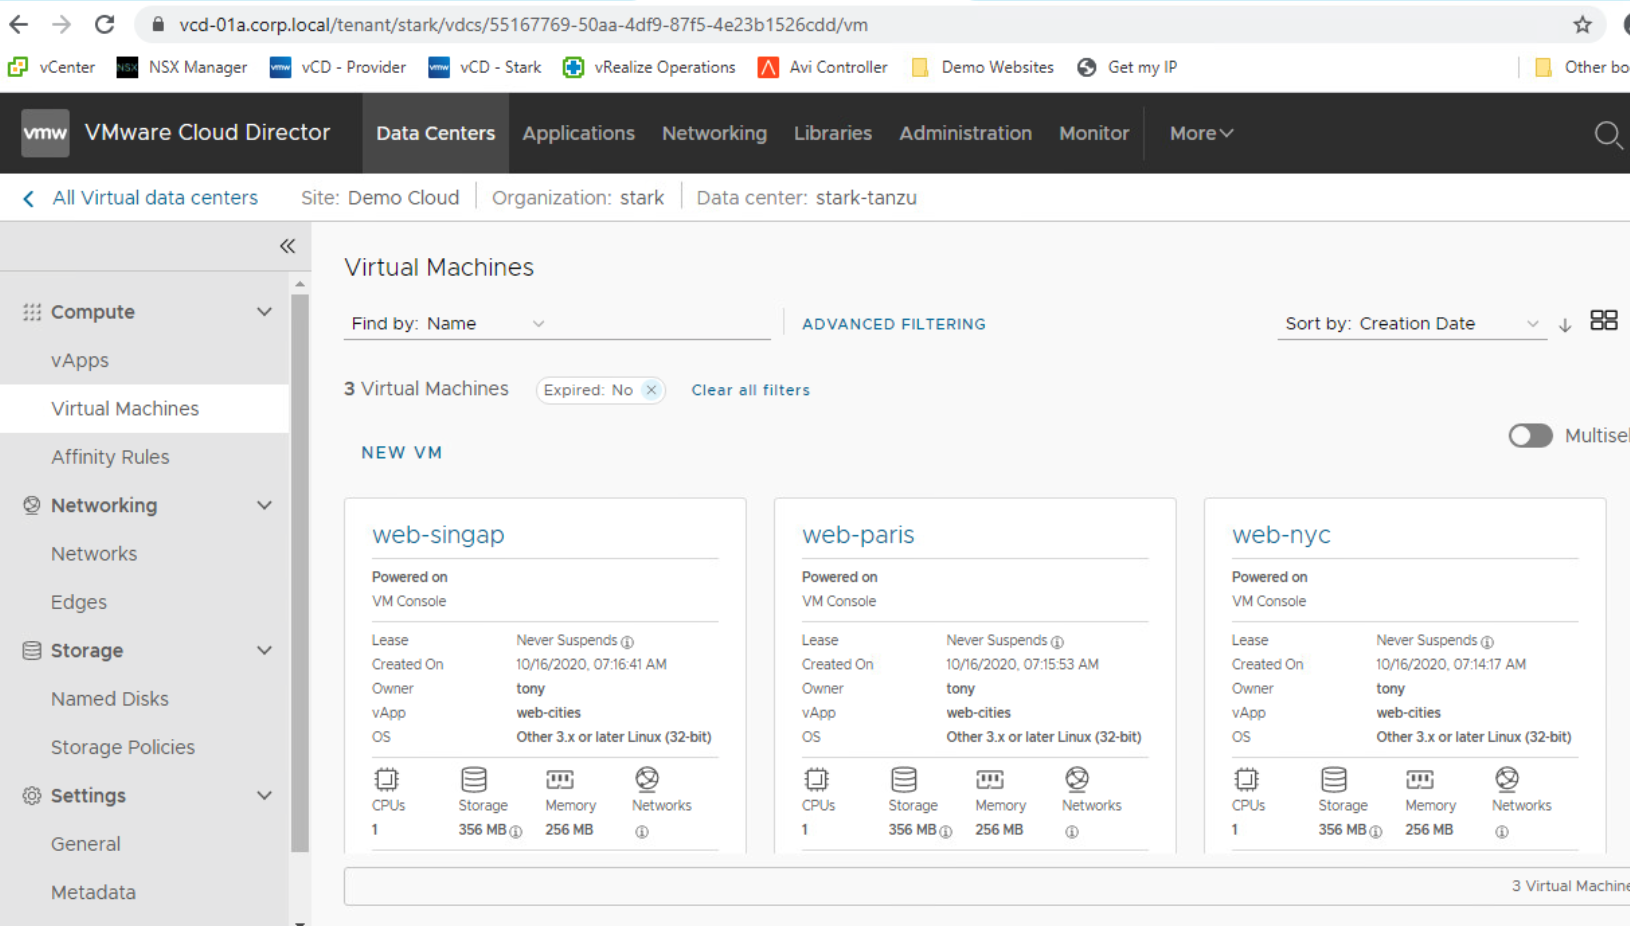 vcd-01a.corp.local/tenant/stark/vdcs/55167769-50aa-4df9-87f5-4e23b1526cdd/vm
vCenter NSX NSX Manager vmw vCD - Provider vmw vCD - Stark vRealize Operations Avi Controller Demo Websites Get my IP Other bo
vmw VMware Cloud Director Data Centers Applications Networking Libraries Administration Monitor More
All Virtual data centers Site: Demo Cloud Organization: stark Data center: stark-tanzu
Compute
vApps
Virtual Machines
Affinity Rules
Networking
Networks
Edges
Storage
Named Disks
Storage Policies
Settings
General
Metadata
Virtual Machines
Find by: Name ADVANCED FILTERING Sort by: Creation Date
3 Virtual Machines Expired: No Clear all filters
Multisel
NEW VM
web-singap
Powered on
VM Console
Lease Never Suspends
Created On 10/16/2020, 07:16:41 AM
Owner tony
vApp web-cities
OS Other 3.x or later Linux (32-bit)
CPUs Storage Memory Networks
1 356 MB 256 MB
web-paris
Powered on
VM Console
Lease Never Suspends
Created On 10/16/2020, 07:15:53 AM
Owner tony
vApp web-cities
OS Other 3.x or later Linux (32-bit)
CPUs Storage Memory Networks
1 356 MB 256 MB
web-nyc
Powered on
VM Console
Lease Never Suspends
Created On 10/16/2020, 07:14:17 AM
Owner tony
vApp web-cities
OS Other 3.x or later Linux (32-bit)
CPUs Storage Memory Networks
1 356 MB 256 MB
3 Virtual Machine